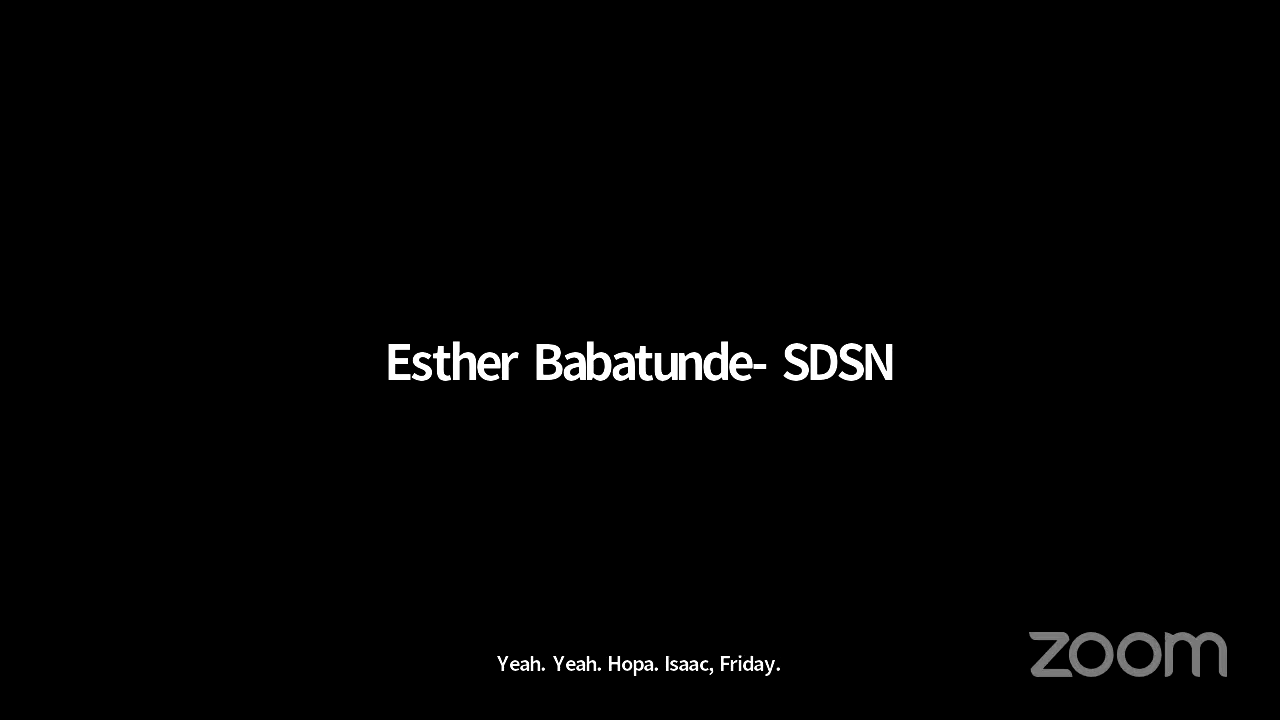 Esther Babatunde- SDSN
Yeah. Yeah. Hopa. Isaac, Friday.
zoom